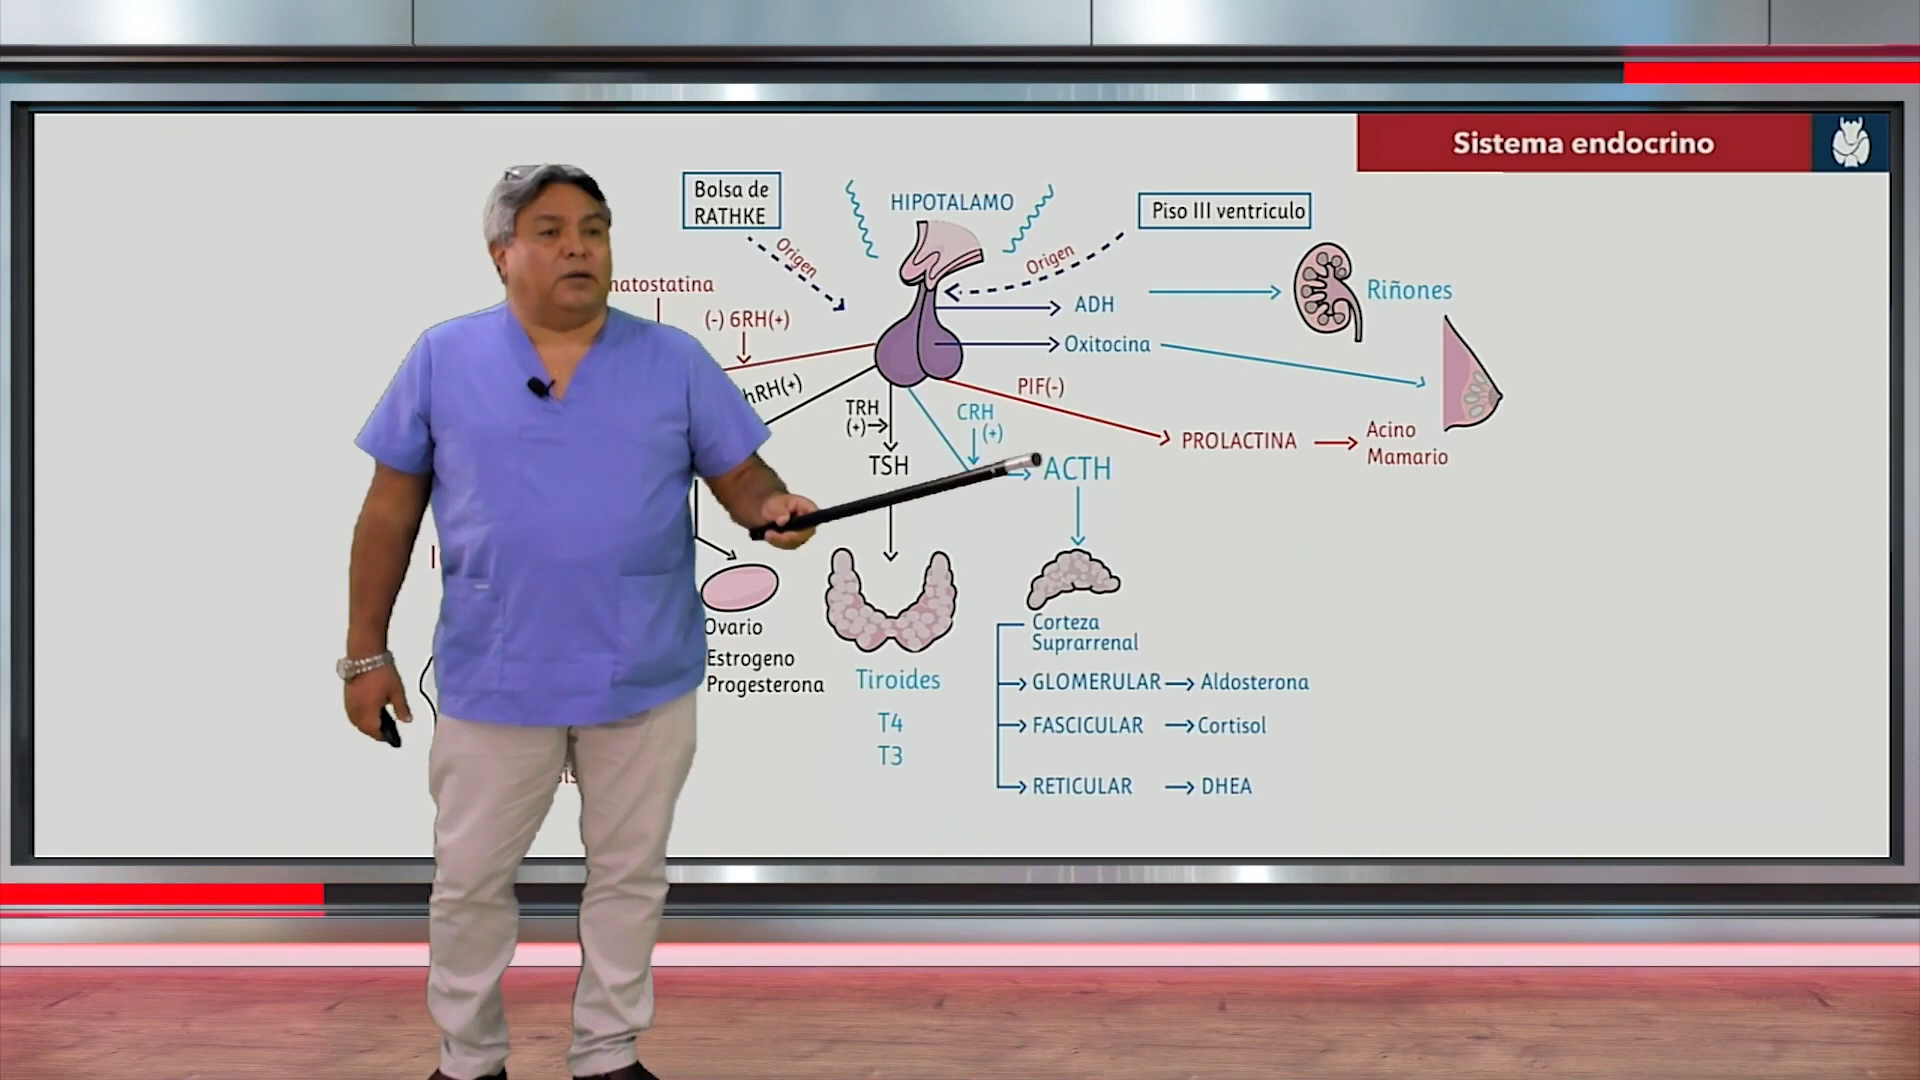 Sistema endocrino
Bolsa de
RATHKE
HIPOTALAMO
Piso III ventriculo
Origen
Origen
natostatina
(-) 6RH(+)
hRH(+)
ADH
Riñones
Oxitocina
PIF(-)
TRH
(+)
CRH
(+)
PROLACTINA
Acino
Mamario
TSH
ACTH
Ovario
Estrogeno
Progesterona
Tiroides
T4
T3
Corteza
Suprarrenal
GLOMERULAR Aldosterona
FASCICULAR Cortisol
RETICULAR DHEA